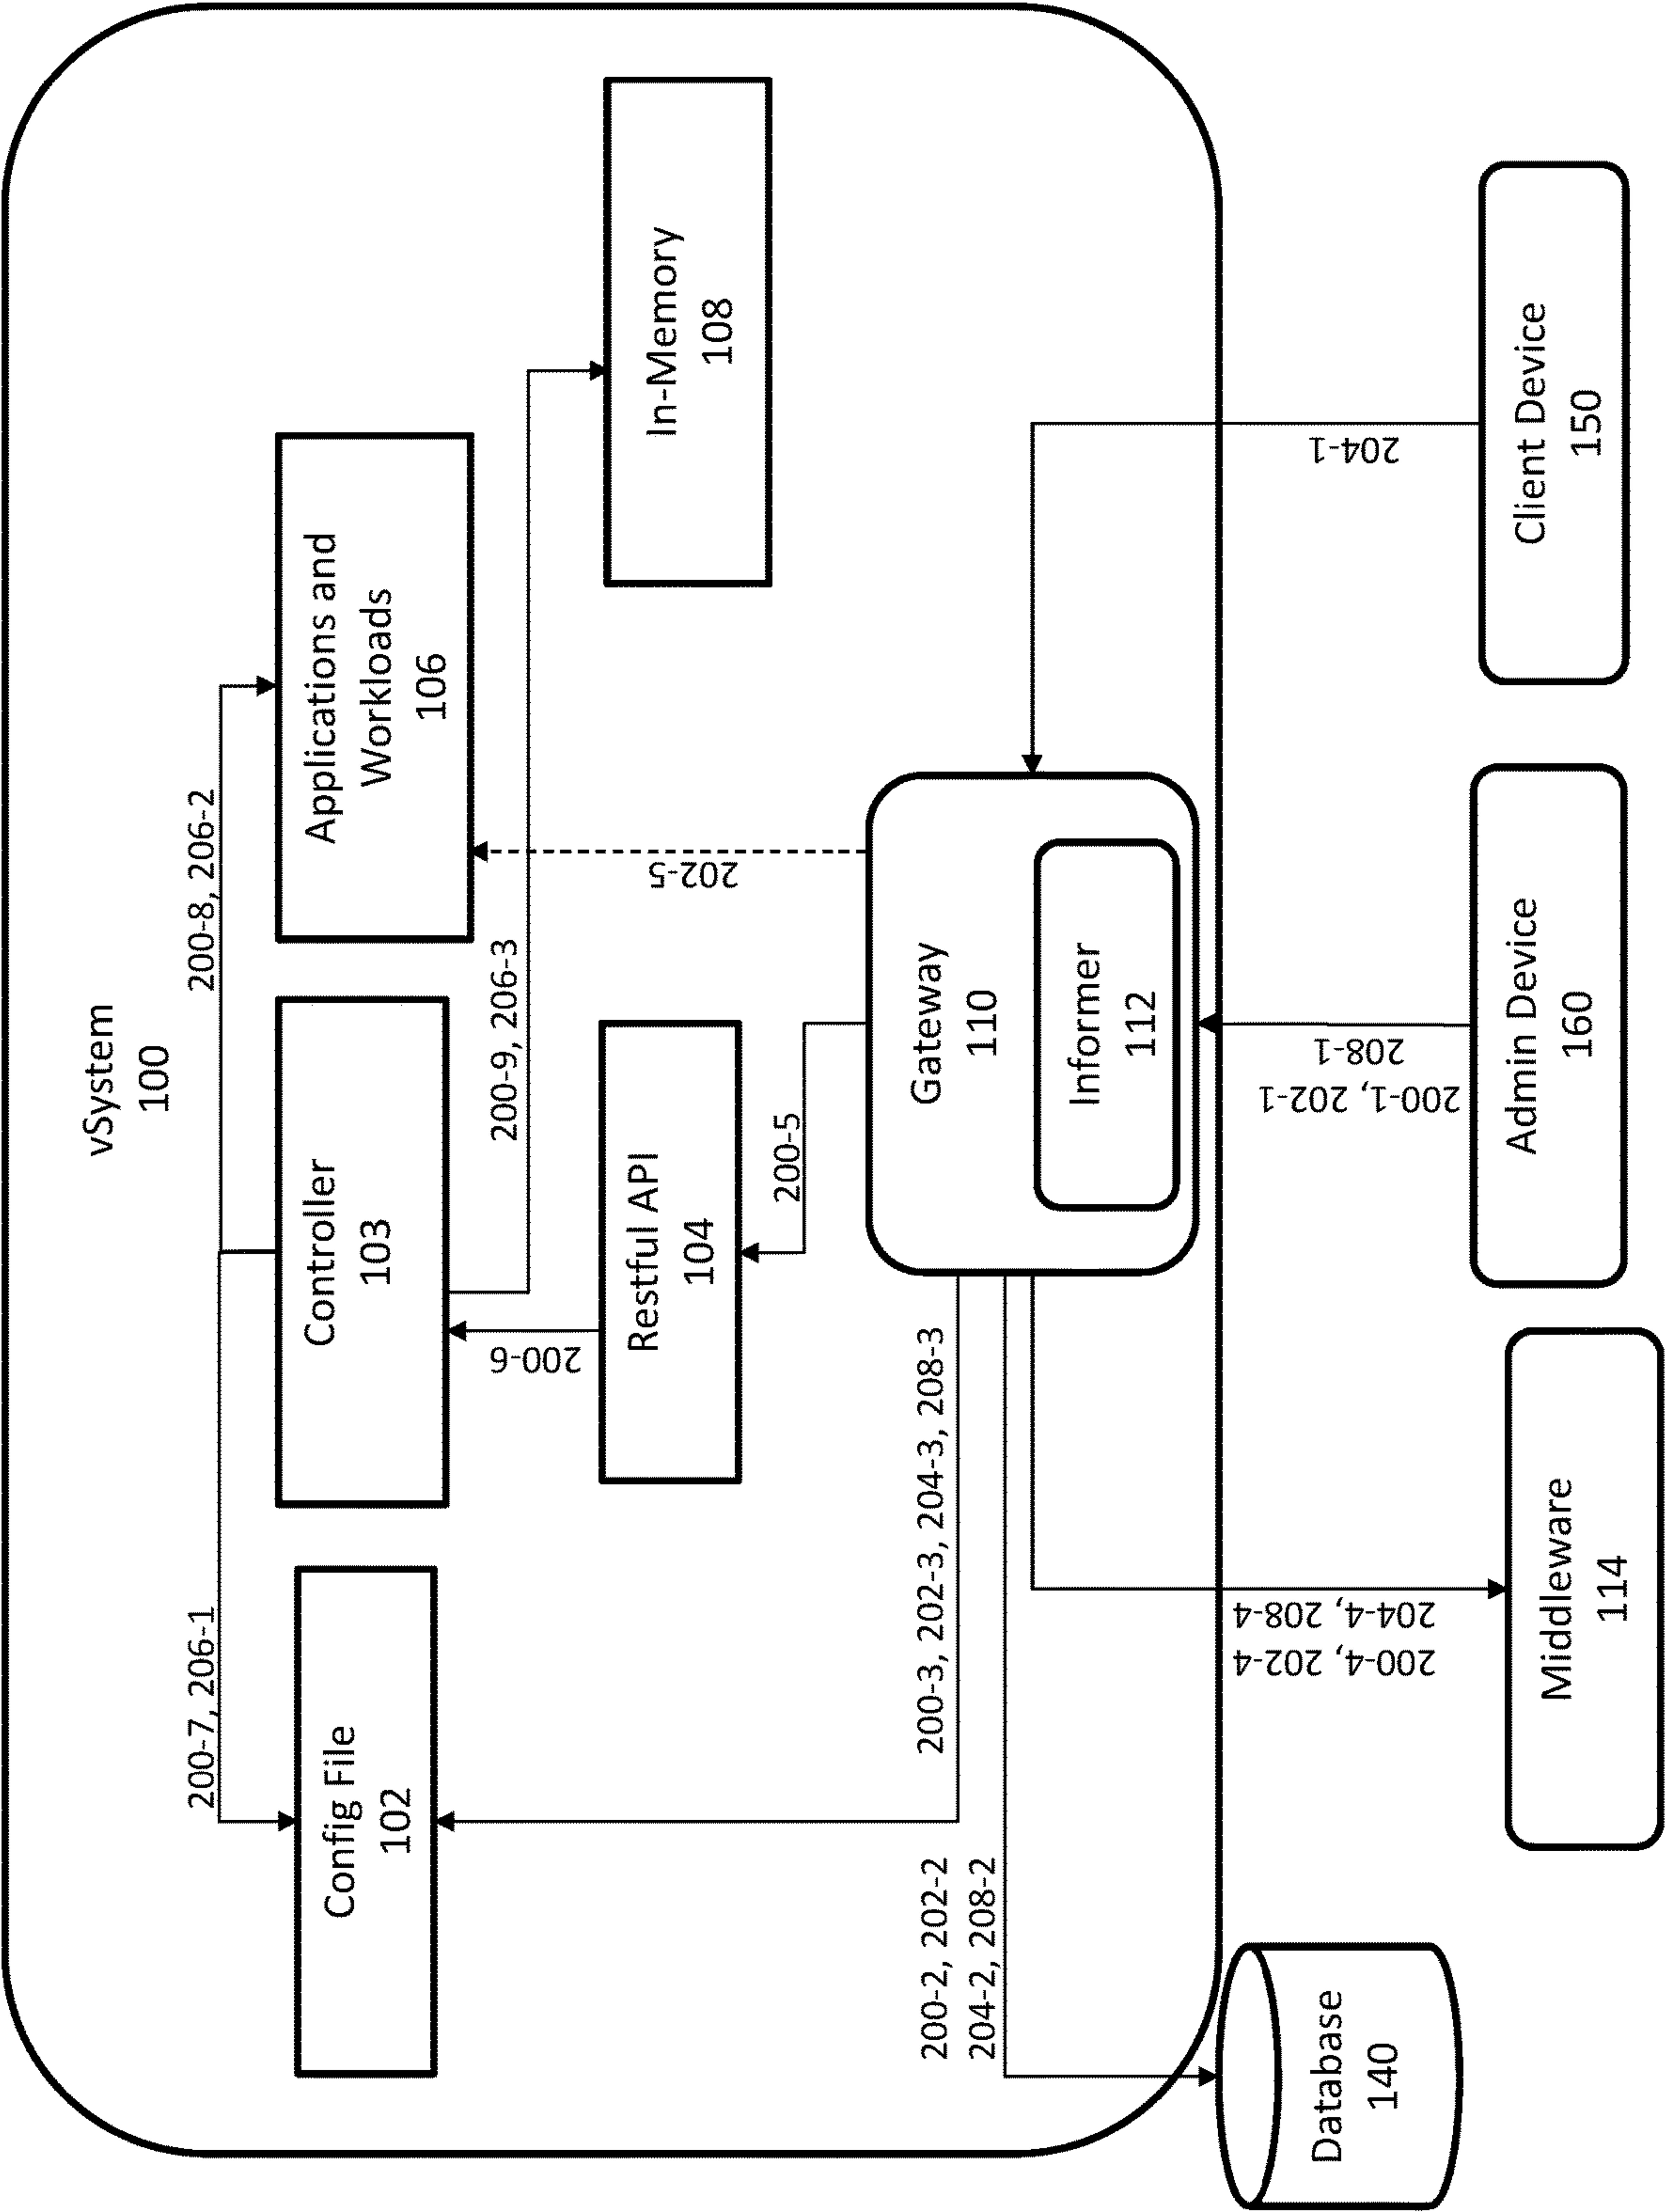 vSystem
100
200-7, 206-1
200-8, 206-2
Config File
102
Controller
103
Applications and
Workloads
106
200-6
200-9, 206-3
202-5
Restful API
104
In-Memory
108
200-5
200-3, 202-3, 204-3, 208-3
200-2, 202-2
204-2, 208-2
Gateway
110
Informer
112
200-4, 202-4
204-4, 208-4
200-1, 202-1
208-1
204-1
Database
140
Middleware
114
Admin Device
160
Client Device
150